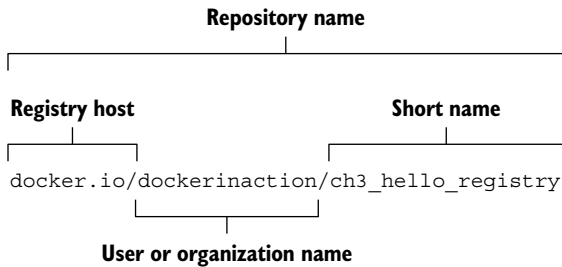 Repository name
Registry host
Short name
docker.io/dockerinaction/ch3_hello_registry
User or organization name